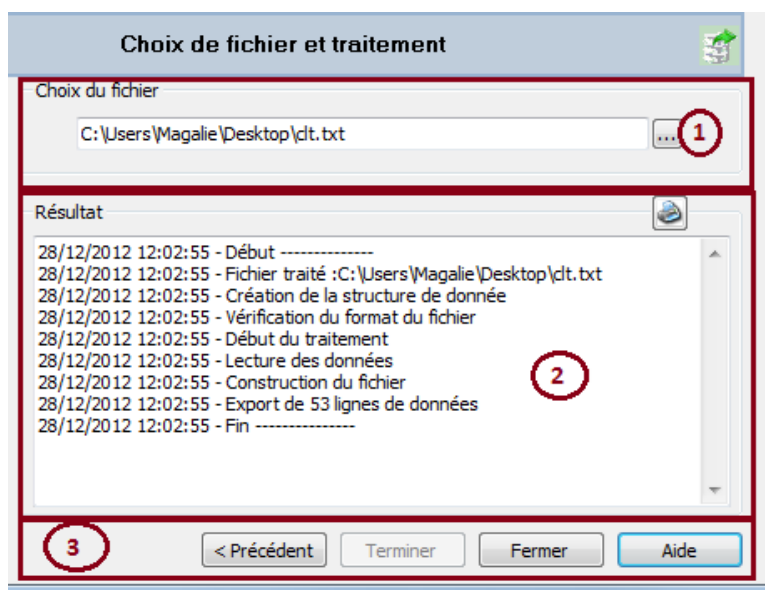 Choix de fichier et traitement
Choix du fichier
C:\Users\Magalie\Desktop\clt.txt
...
1
Résultat
28/12/2012 12:02:55 - Début --------------
28/12/2012 12:02:55 - Fichier traité :C:\Users\Magalie\Desktop\clt.txt
28/12/2012 12:02:55 - Création de la structure de donnée
28/12/2012 12:02:55 - Vérification du format du fichier
28/12/2012 12:02:55 - Début du traitement
28/12/2012 12:02:55 - Lecture des données
28/12/2012 12:02:55 - Construction du fichier
28/12/2012 12:02:55 - Export de 53 lignes de données
28/12/2012 12:02:55 - Fin ---------------
2
3
< Précédent Terminer Fermer Aide